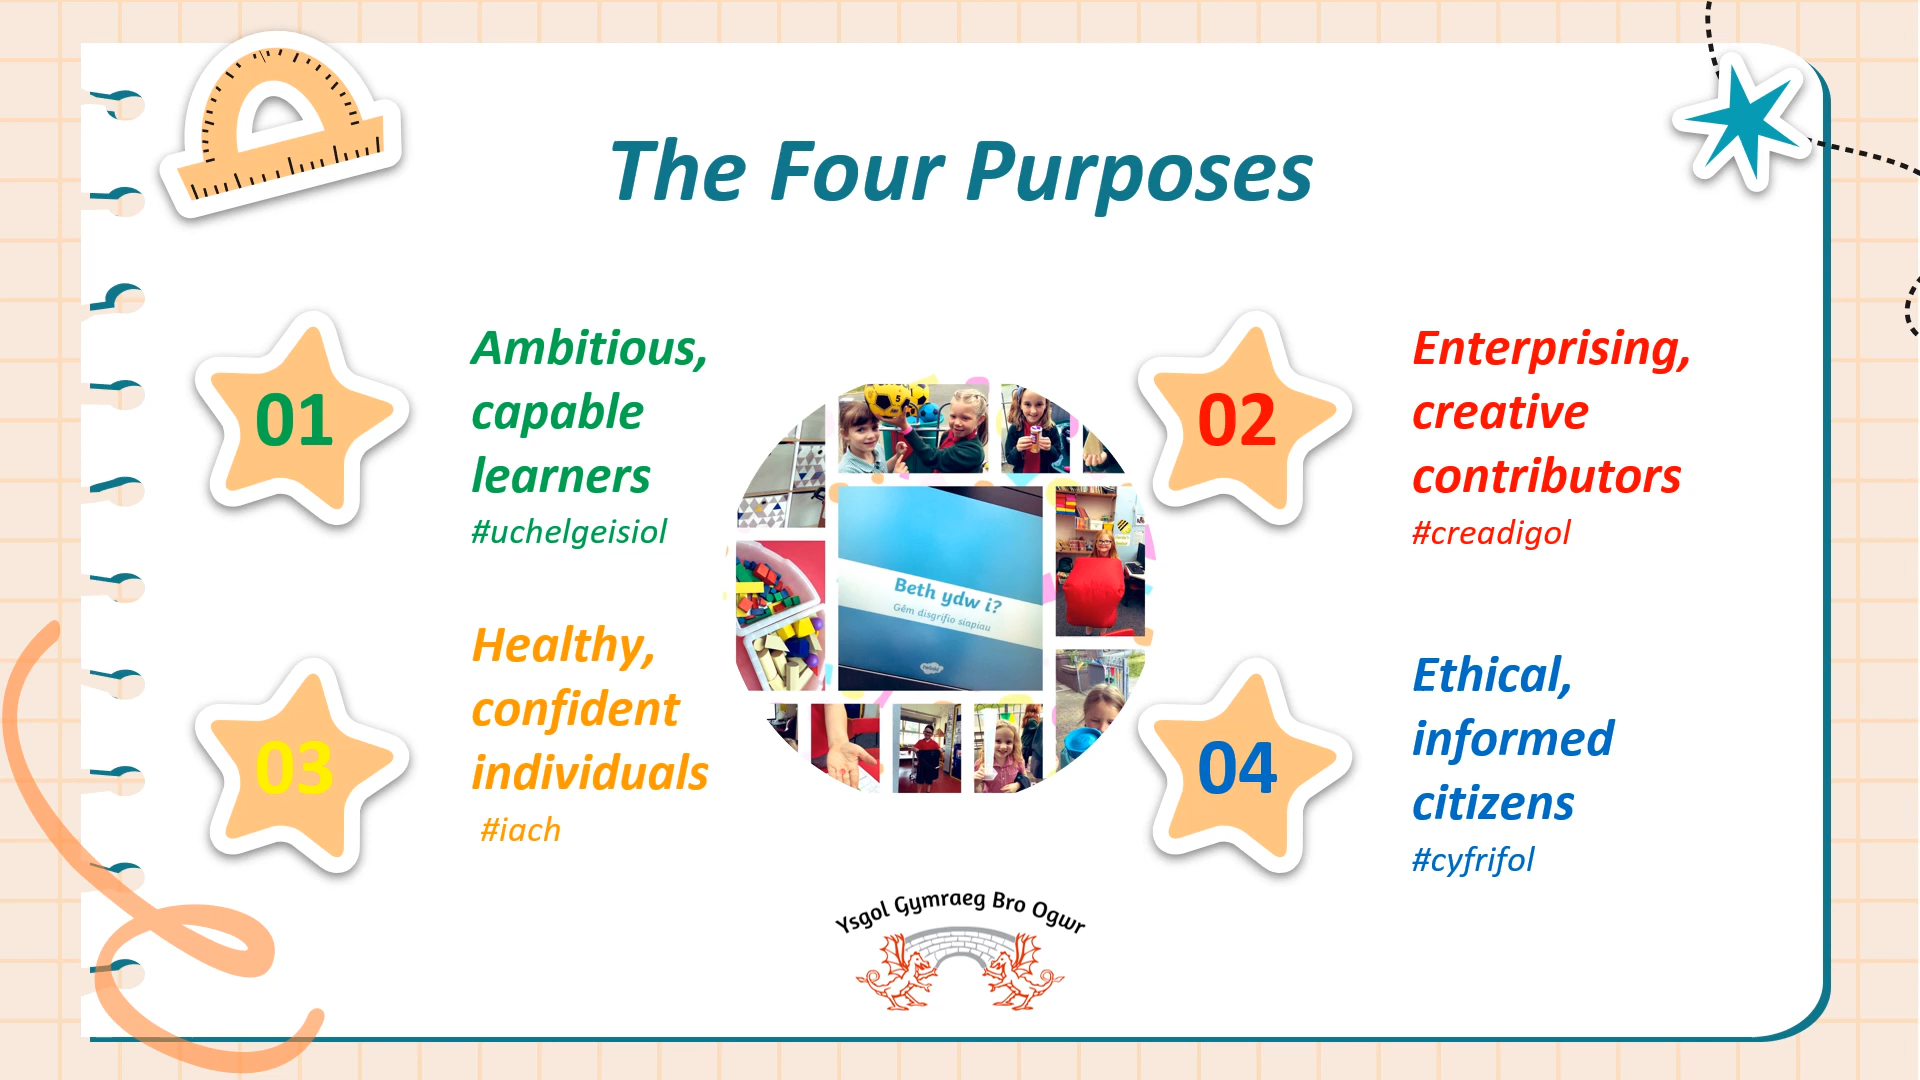 The Four Purposes
01
Ambitious,
capable
learners
#uchelgeisiol
02
Enterprising,
creative
contributors
#creadigol
03
Healthy,
confident
individuals
#iach
04
Ethical,
informed
citizens
#cyfrifol
Beth ydw i?
Gêm disgrifio siapiau
Ysgol Gymraeg Bro Ogwr